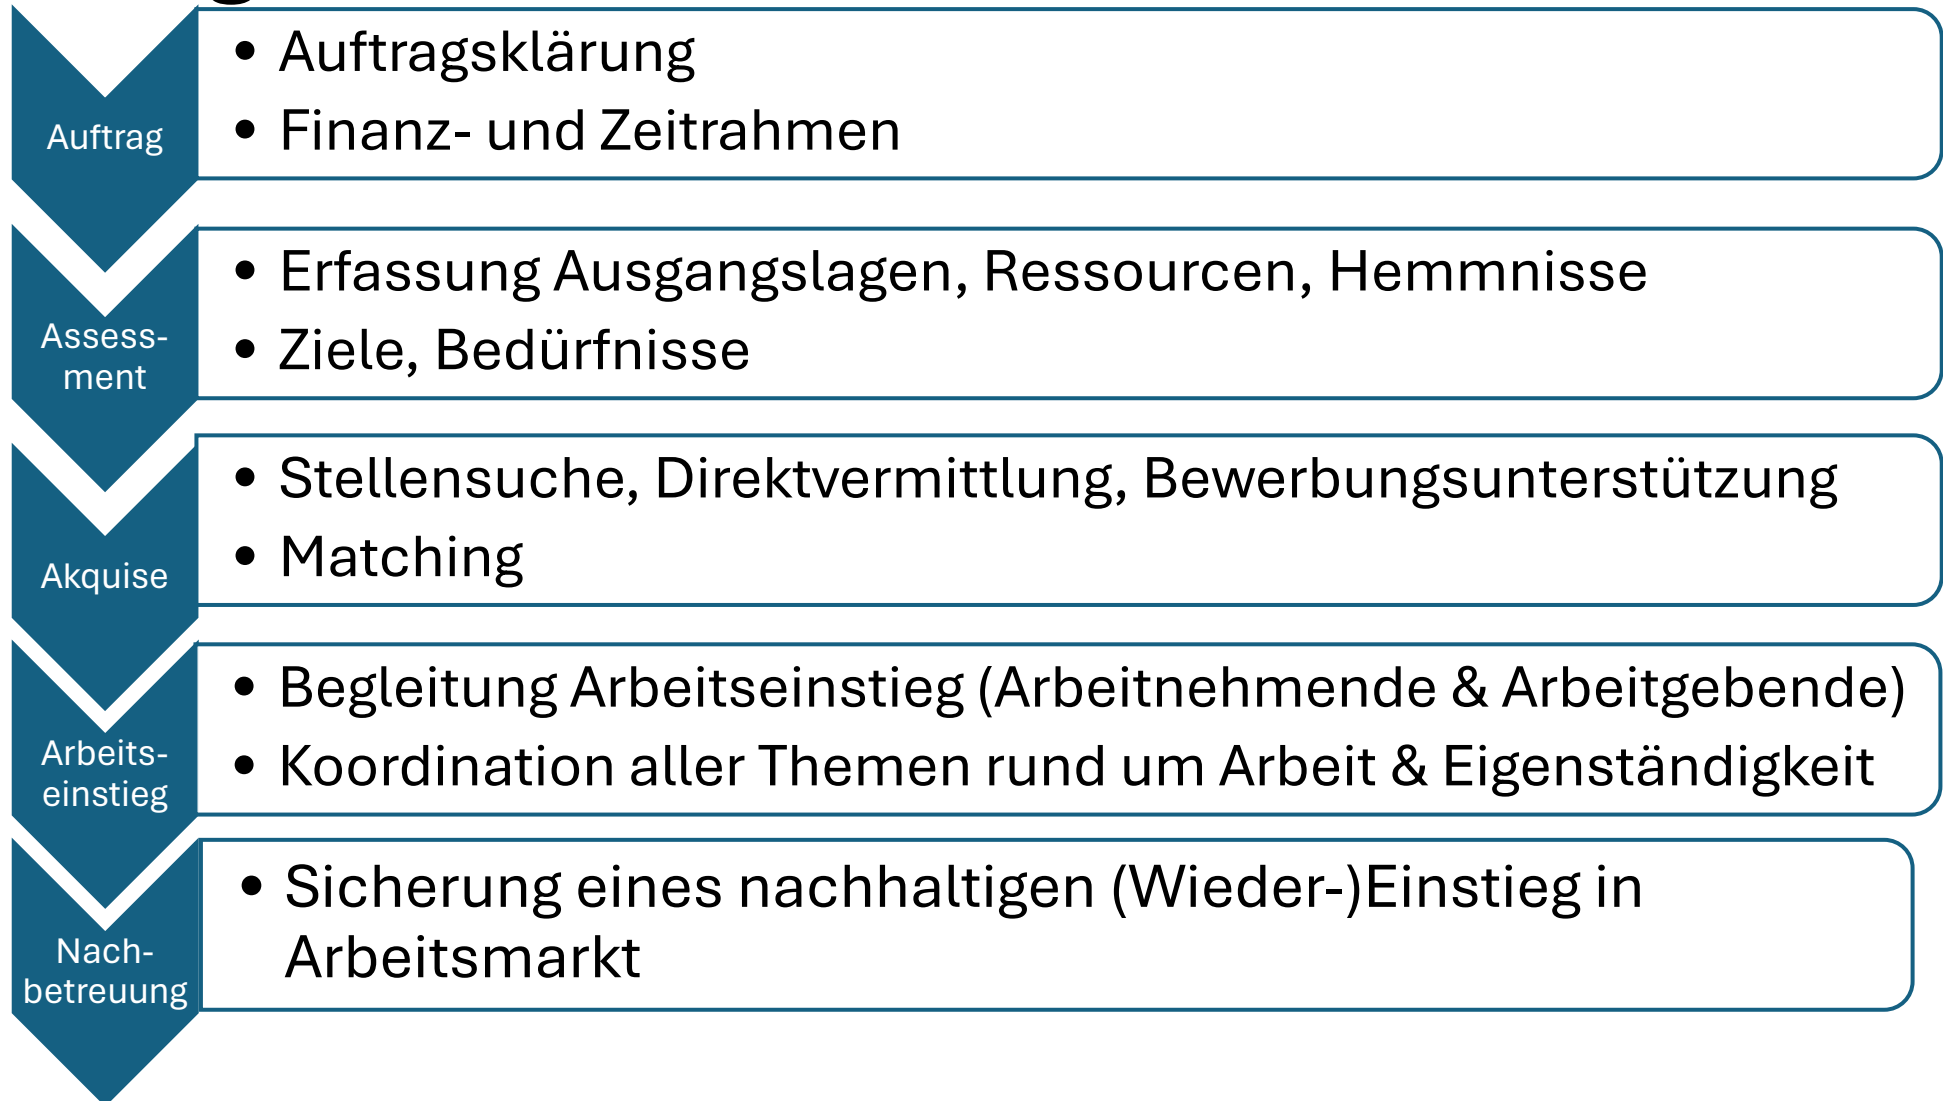 Auftrag
• Auftragsklärung
• Finanz- und Zeitrahmen
Assess-
ment
• Erfassung Ausgangslagen, Ressourcen, Hemmnisse
• Ziele, Bedürfnisse
Akquise
• Stellensuche, Direktvermittlung, Bewerbungsunterstützung
• Matching
Arbeits-
einstieg
• Begleitung Arbeitseinstieg (Arbeitnehmende & Arbeitgebende)
• Koordination aller Themen rund um Arbeit & Eigenständigkeit
Nach-
betreuung
• Sicherung eines nachhaltigen (Wieder-)Einstieg in
Arbeitsmarkt